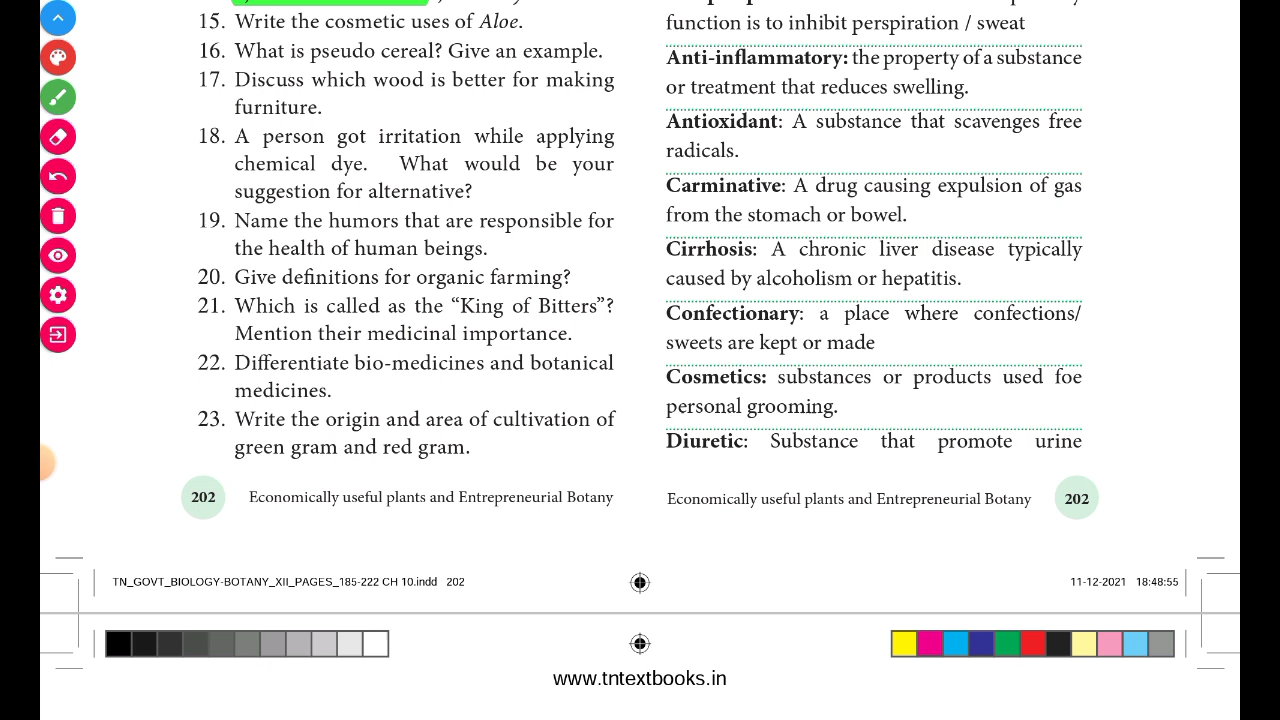 15. Write the cosmetic uses of Aloe.
16. What is pseudo cereal? Give an example.
17. Discuss which wood is better for making
furniture.
18. A person got irritation while applying
chemical dye. What would be your
suggestion for alternative?
19. Name the humors that are responsible for
the health of human beings.
20. Give definitions for organic farming?
21. Which is called as the “King of Bitters”?
Mention their medicinal importance.
22. Differentiate bio-medicines and botanical
medicines.
23. Write the origin and area of cultivation of
green gram and red gram.
202 Economically useful plants and Entrepreneurial Botany
function is to inhibit perspiration / sweat
Anti-inflammatory: the property of a substance
or treatment that reduces swelling.
Antioxidant: A substance that scavenges free
radicals.
Carminative: A drug causing expulsion of gas
from the stomach or bowel.
Cirrhosis: A chronic liver disease typically
caused by alcoholism or hepatitis.
Confectionary: a place where confections/
sweets are kept or made
Cosmetics: substances or products used foe
personal grooming.
Diuretic: Substance that promote urine
Economically useful plants and Entrepreneurial Botany 202
TN_GOVT_BIOLOGY-BOTANY_XII_PAGES_185-222 CH 10.indd 202
11-12-2021 18:48:55
www.tntextbooks.in